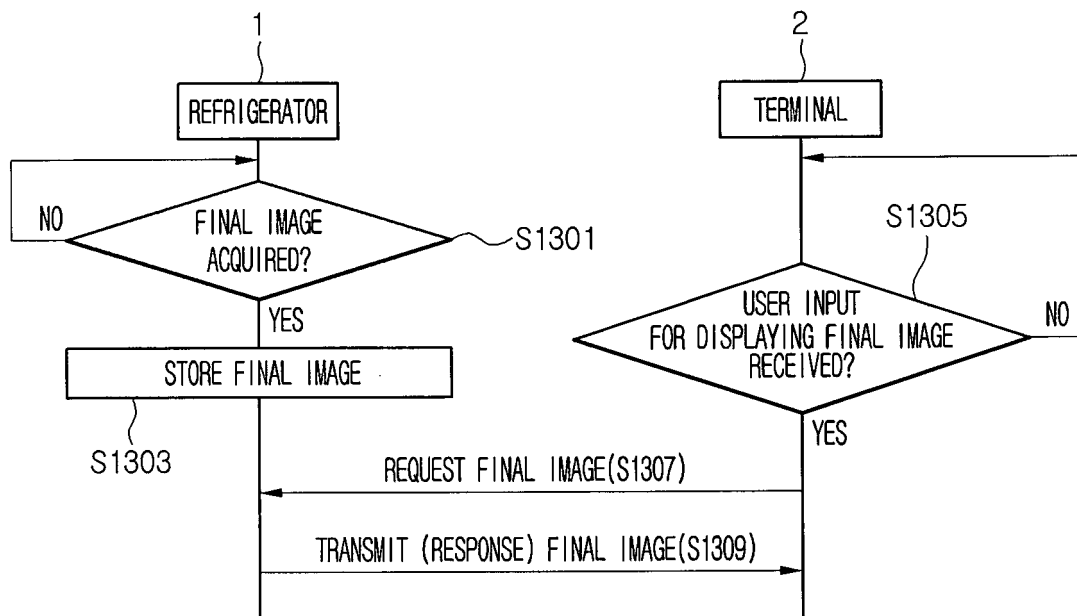 1
REFRIGERATOR
NO
FINAL IMAGE
ACQUIRED?
S1301
YES
STORE FINAL IMAGE
S1303
2
TERMINAL
S1305
USER INPUT
FOR DISPLAYING FINAL IMAGE
RECEIVED?
NO
YES
REQUEST FINAL IMAGE(S1307)
TRANSMIT (RESPONSE) FINAL IMAGE(S1309)